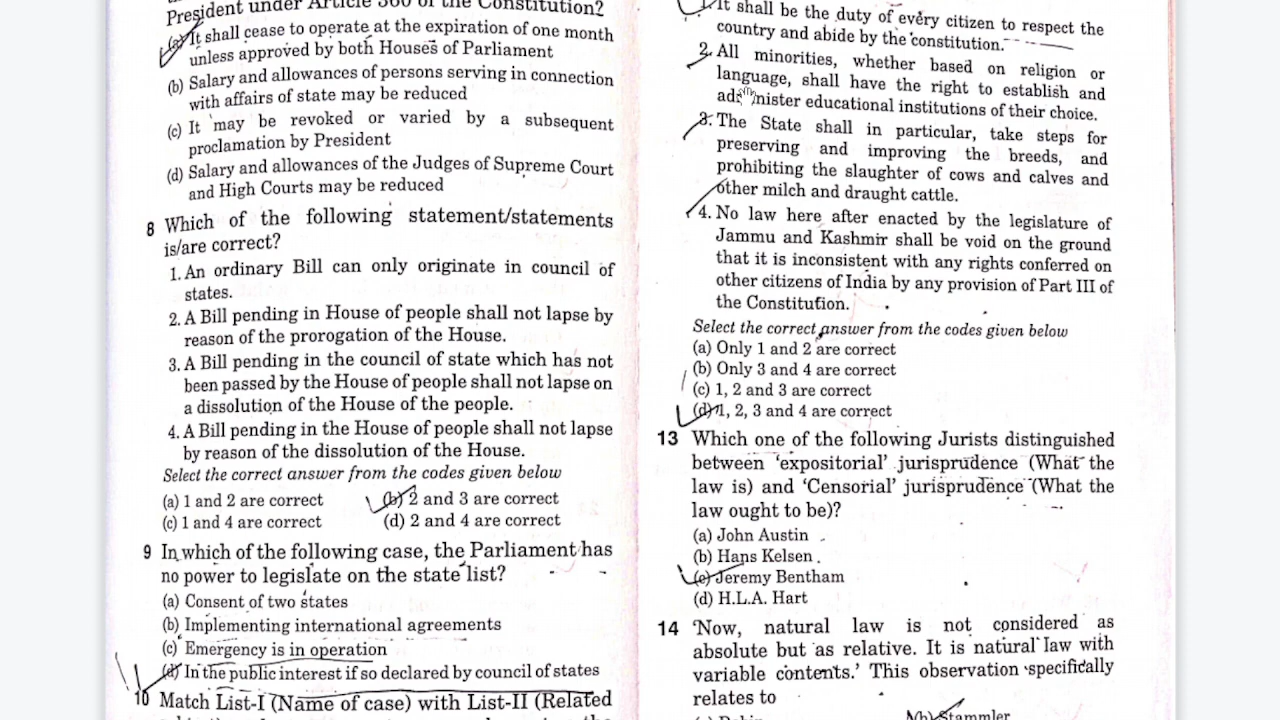 President under Article 360 of the Constitution?
(a) It shall cease to operate at the expiration of one month
unless approved by both Houses of Parliament
(b) Salary and allowances of persons serving in connection
with affairs of state may be reduced
(c) It may be revoked or varied by a subsequent
proclamation by President
(d) Salary and allowances of the Judges of Supreme Court
and High Courts may be reduced
8 Which of the following statement/statements
is/are correct?
1. An ordinary Bill can only originate in council of
states.
2. A Bill pending in House of people shall not lapse by
reason of the prorogation of the House.
3. A Bill pending in the council of state which has not
been passed by the House of people shall not lapse on
a dissolution of the House of the people.
4. A Bill pending in the House of people shall not lapse
by reason of the dissolution of the House.
Select the correct answer from the codes given below
(a) 1 and 2 are correct (b) 2 and 3 are correct
(c) 1 and 4 are correct (d) 2 and 4 are correct
9 In which of the following case, the Parliament has
no power to legislate on the state list?
(a) Consent of two states
(b) Implementing international agreements
(c) Emergency is in operation
(d) In the public interest if so declared by council of states
10 Match List-I (Name of case) with List-II (Related
1. It shall be the duty of every citizen to respect the
country and abide by the constitution.
2. All minorities, whether based on religion or
language, shall have the right to establish and
administer educational institutions of their choice.
3. The State shall in particular, take steps for
preserving and improving the breeds, and
prohibiting the slaughter of cows and calves and
other milch and draught cattle.
4. No law here after enacted by the legislature of
Jammu and Kashmir shall be void on the ground
that it is inconsistent with any rights conferred on
other citizens of India by any provision of Part III of
the Constitution.
Select the correct answer from the codes given below
(a) Only 1 and 2 are correct
(b) Only 3 and 4 are correct
(c) 1, 2 and 3 are correct
(d) 1, 2, 3 and 4 are correct
13 Which one of the following Jurists distinguished
between 'expositorial' jurisprudence (What the
law is) and 'Censorial' jurisprudence (What the
law ought to be)?
(a) John Austin
(b) Hans Kelsen
(c) Jeremy Bentham
(d) H.L.A. Hart
14 'Now, natural law is not considered as
absolute but as relative. It is natural law with
variable contents.' This observation specifically
relates to
(b) Stammler